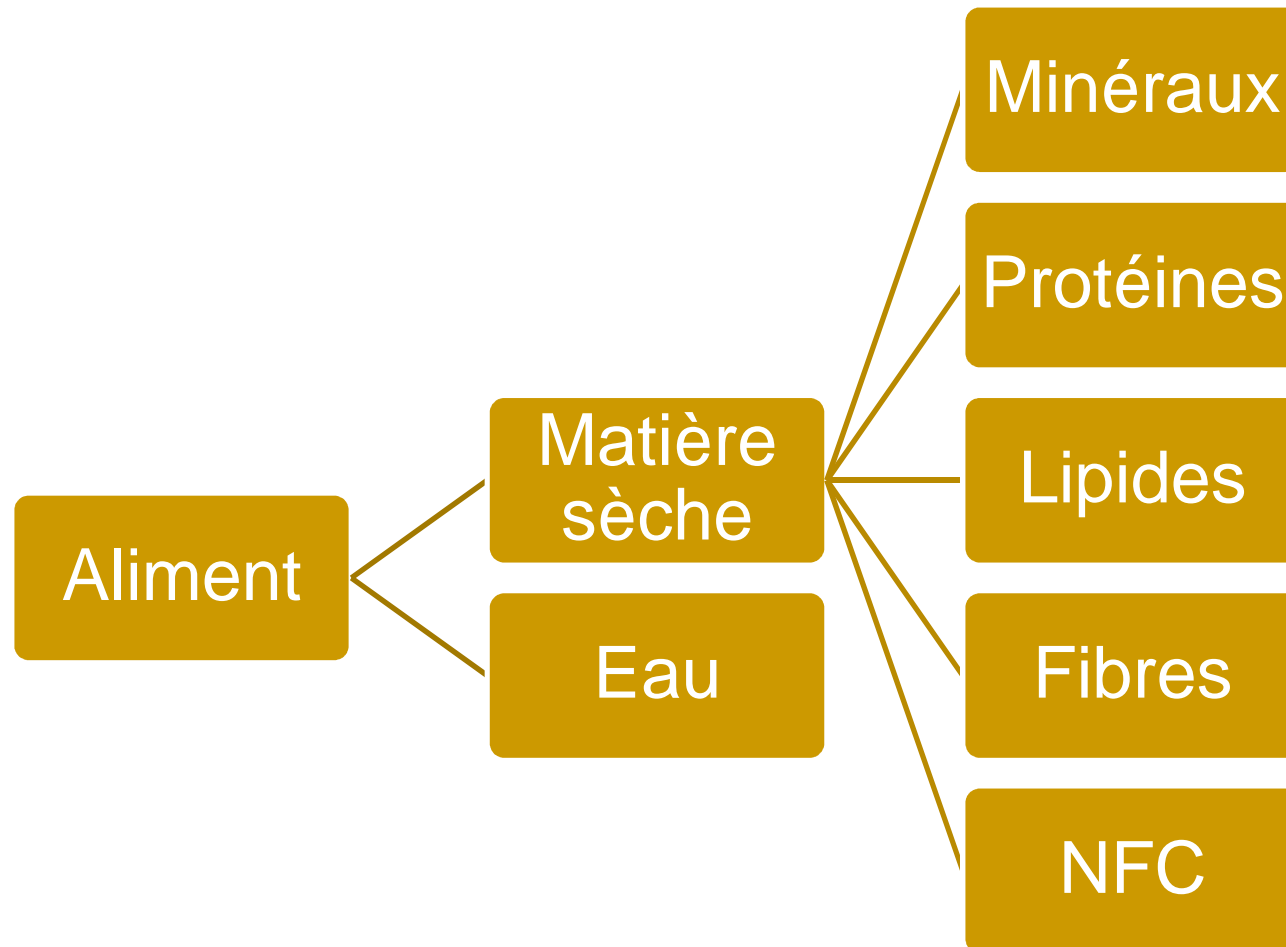 Aliment
Matière
sèche
Eau
Minéraux
Protéines
Lipides
Fibres
NFC